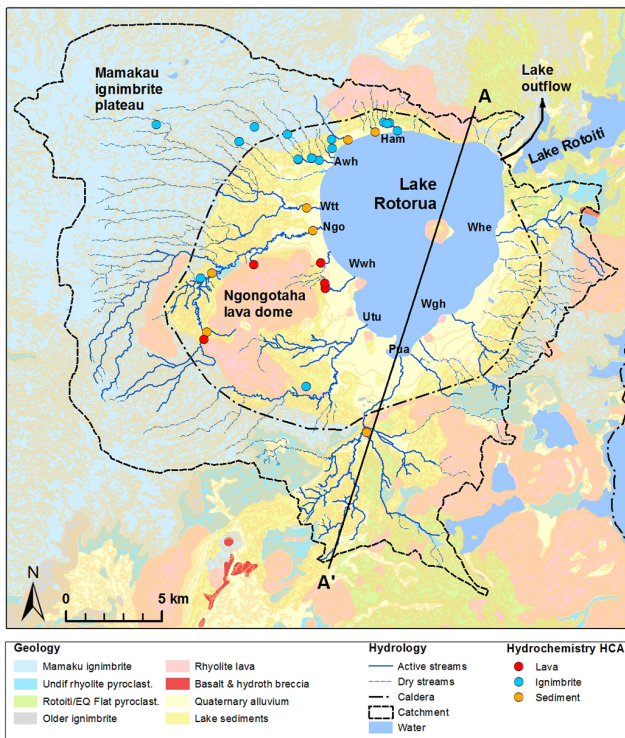 Mamakau
ignimbrite
plateau
A
Lake
outflow
Lake Rotoiti
Ham
Awh
Lake
Rotorua
Wtt
Ngo
Whe
Wwh
Ngongotaha
lava dome
Wgh
Utu
Pua
A'
N
0 5 km
Geology
Mamaku ignimbrite
Undif rhyolite pyroclast.
Rotoiti/EQ Flat pyroclast.
Older ignimbrite
Rhyolite lava
Basalt & hydroth breccia
Quaternary alluvium
Lake sediments
Hydrology
Active streams
Dry streams
Caldera
Catchment
Water
Hydrochemistry HCA
Lava
Ignimbrite
Sediment